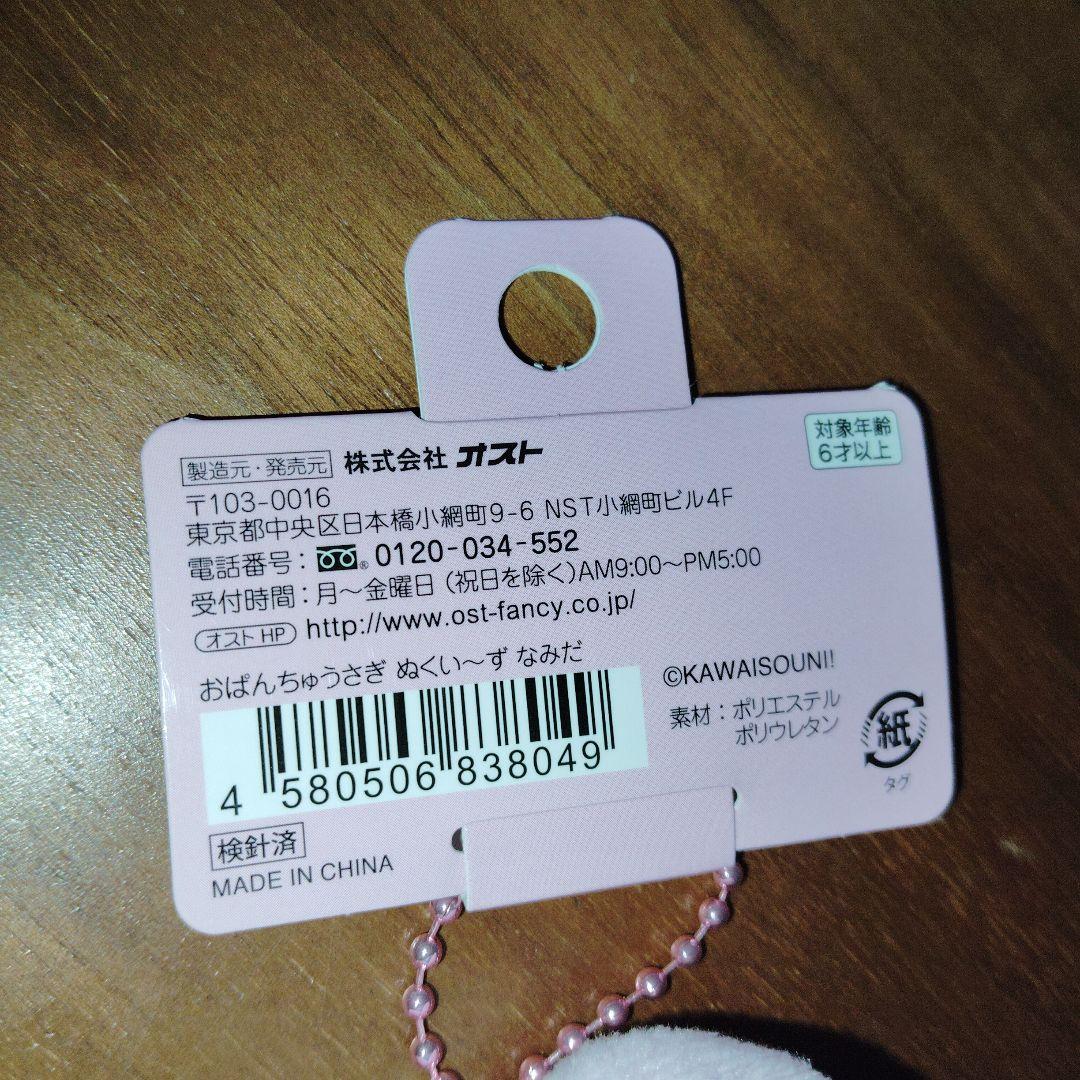 対象年齢
6才以上
製造元・発売元 株式会社 オスト
〒103-0016
東京都中央区日本橋小網町9-6 NST小網町ビル4F
電話番号： 0120-034-552
受付時間：月〜金曜日（祝日を除く）AM9:00〜PM5:00
オスト HP http://www.ost-fancy.co.jp/
おぱんちゅうさぎ ぬくい〜ず なみだ
4 580506 838049
©KAWAISOUNI!
素材：ポリエステル
ポリウレタン
紙
タグ
検針済
MADE IN CHINA